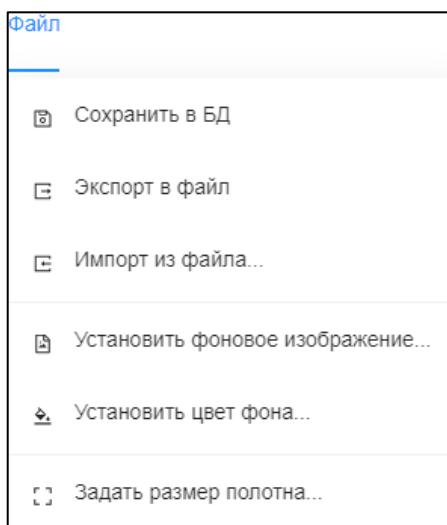 Файл
Сохранить в БД
Экспорт в файл
Импорт из файла...
Установить фоновое изображение...
Установить цвет фона...
Задать размер полотна...